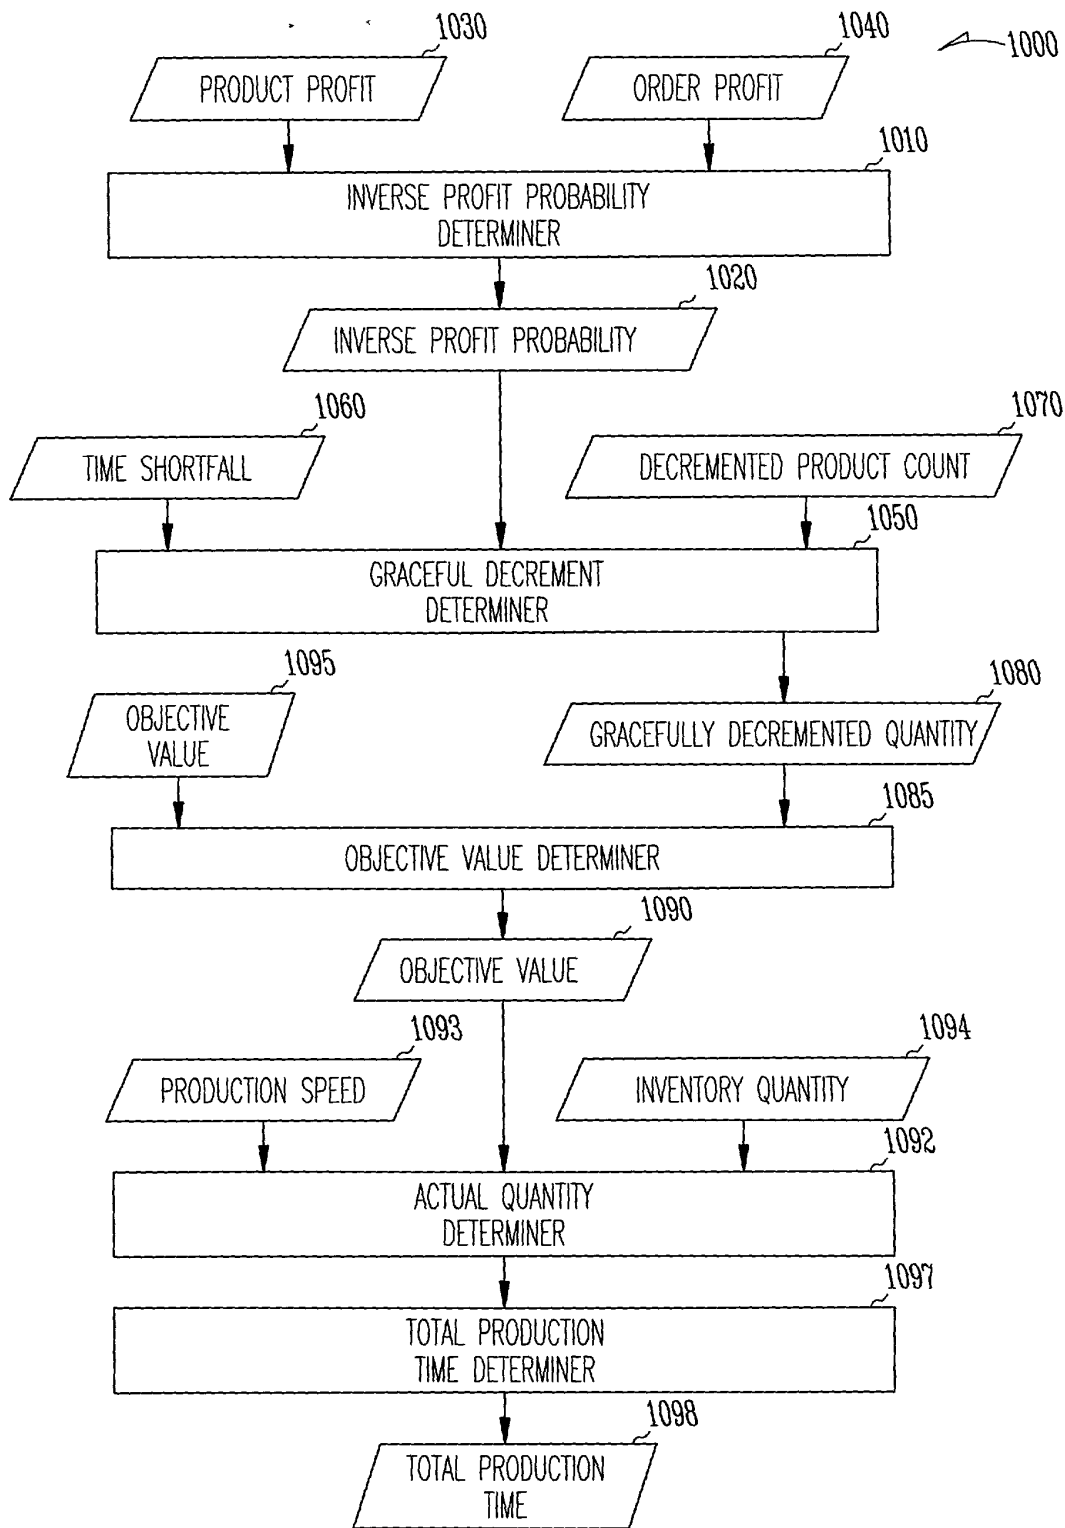 1030
1040
1000
PRODUCT PROFIT
ORDER PROFIT
1010
INVERSE PROFIT PROBABILITY
DETERMINER
1020
INVERSE PROFIT PROBABILITY
1060
1070
TIME SHORTFALL
DECREMENTED PRODUCT COUNT
1050
GRACEFUL DECREMENT
DETERMINER
1095
1080
OBJECTIVE
VALUE
GRACEFULLY DECREMENTED QUANTITY
1085
OBJECTIVE VALUE DETERMINER
1090
OBJECTIVE VALUE
1093
1094
PRODUCTION SPEED
INVENTORY QUANTITY
1092
ACTUAL QUANTITY
DETERMINER
1097
TOTAL PRODUCTION
TIME DETERMINER
1098
TOTAL PRODUCTION
TIME